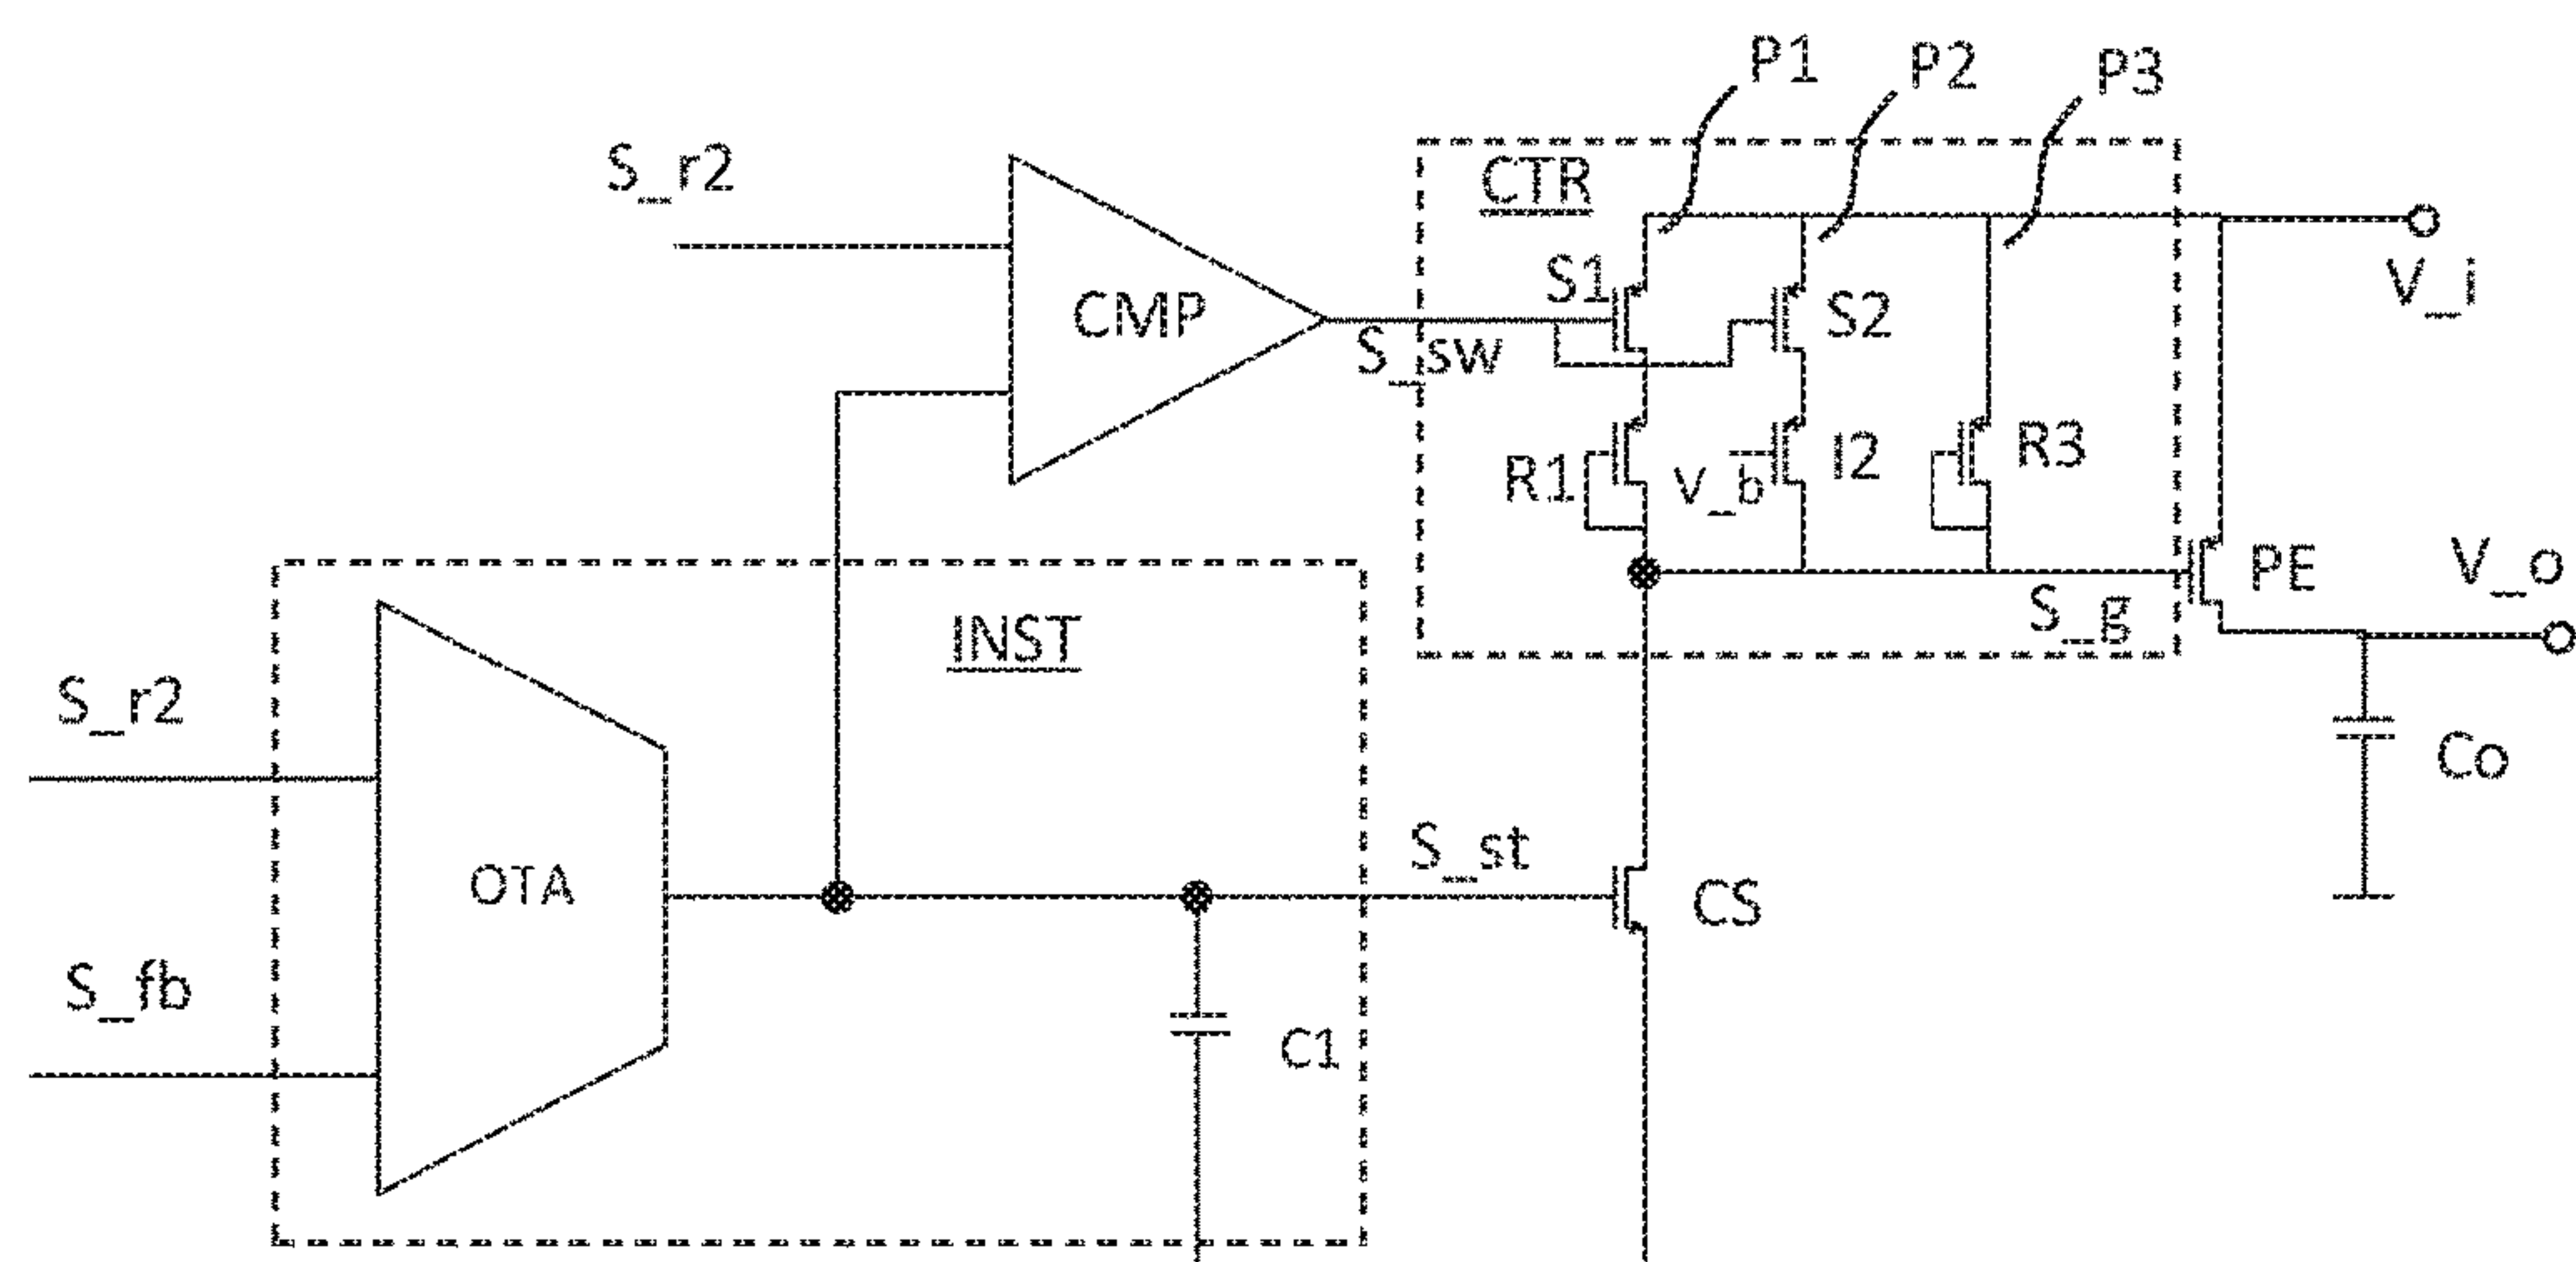 P1
P2
P3
S_r2
CTR
S1
S2
V_i
CMP
S_sw
R1
V_b
I2
R3
PE
V_o
S_g
INST
S_r2
Co
S_st
OTA
CS
S_fb
C1